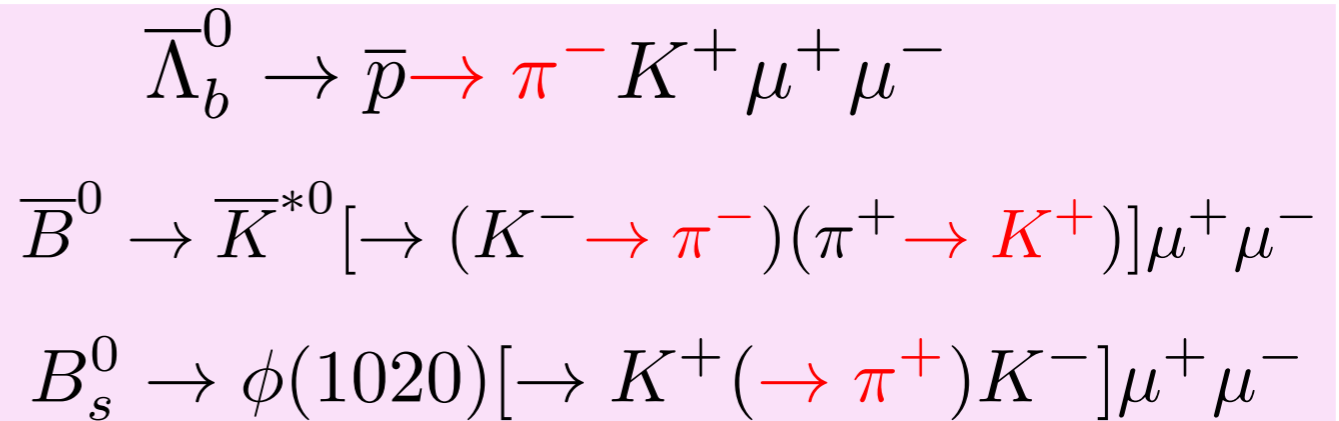 Λ̅_b^0 → p̅ → π^− K^+ μ^+ μ^−
B̅^0 → K̅^{*0} [→ (K^− → π^−)(π^+ → K^+)] μ^+ μ^−
B_s^0 → ϕ(1020)[→ K^+ (→ π^+) K^−] μ^+ μ^−